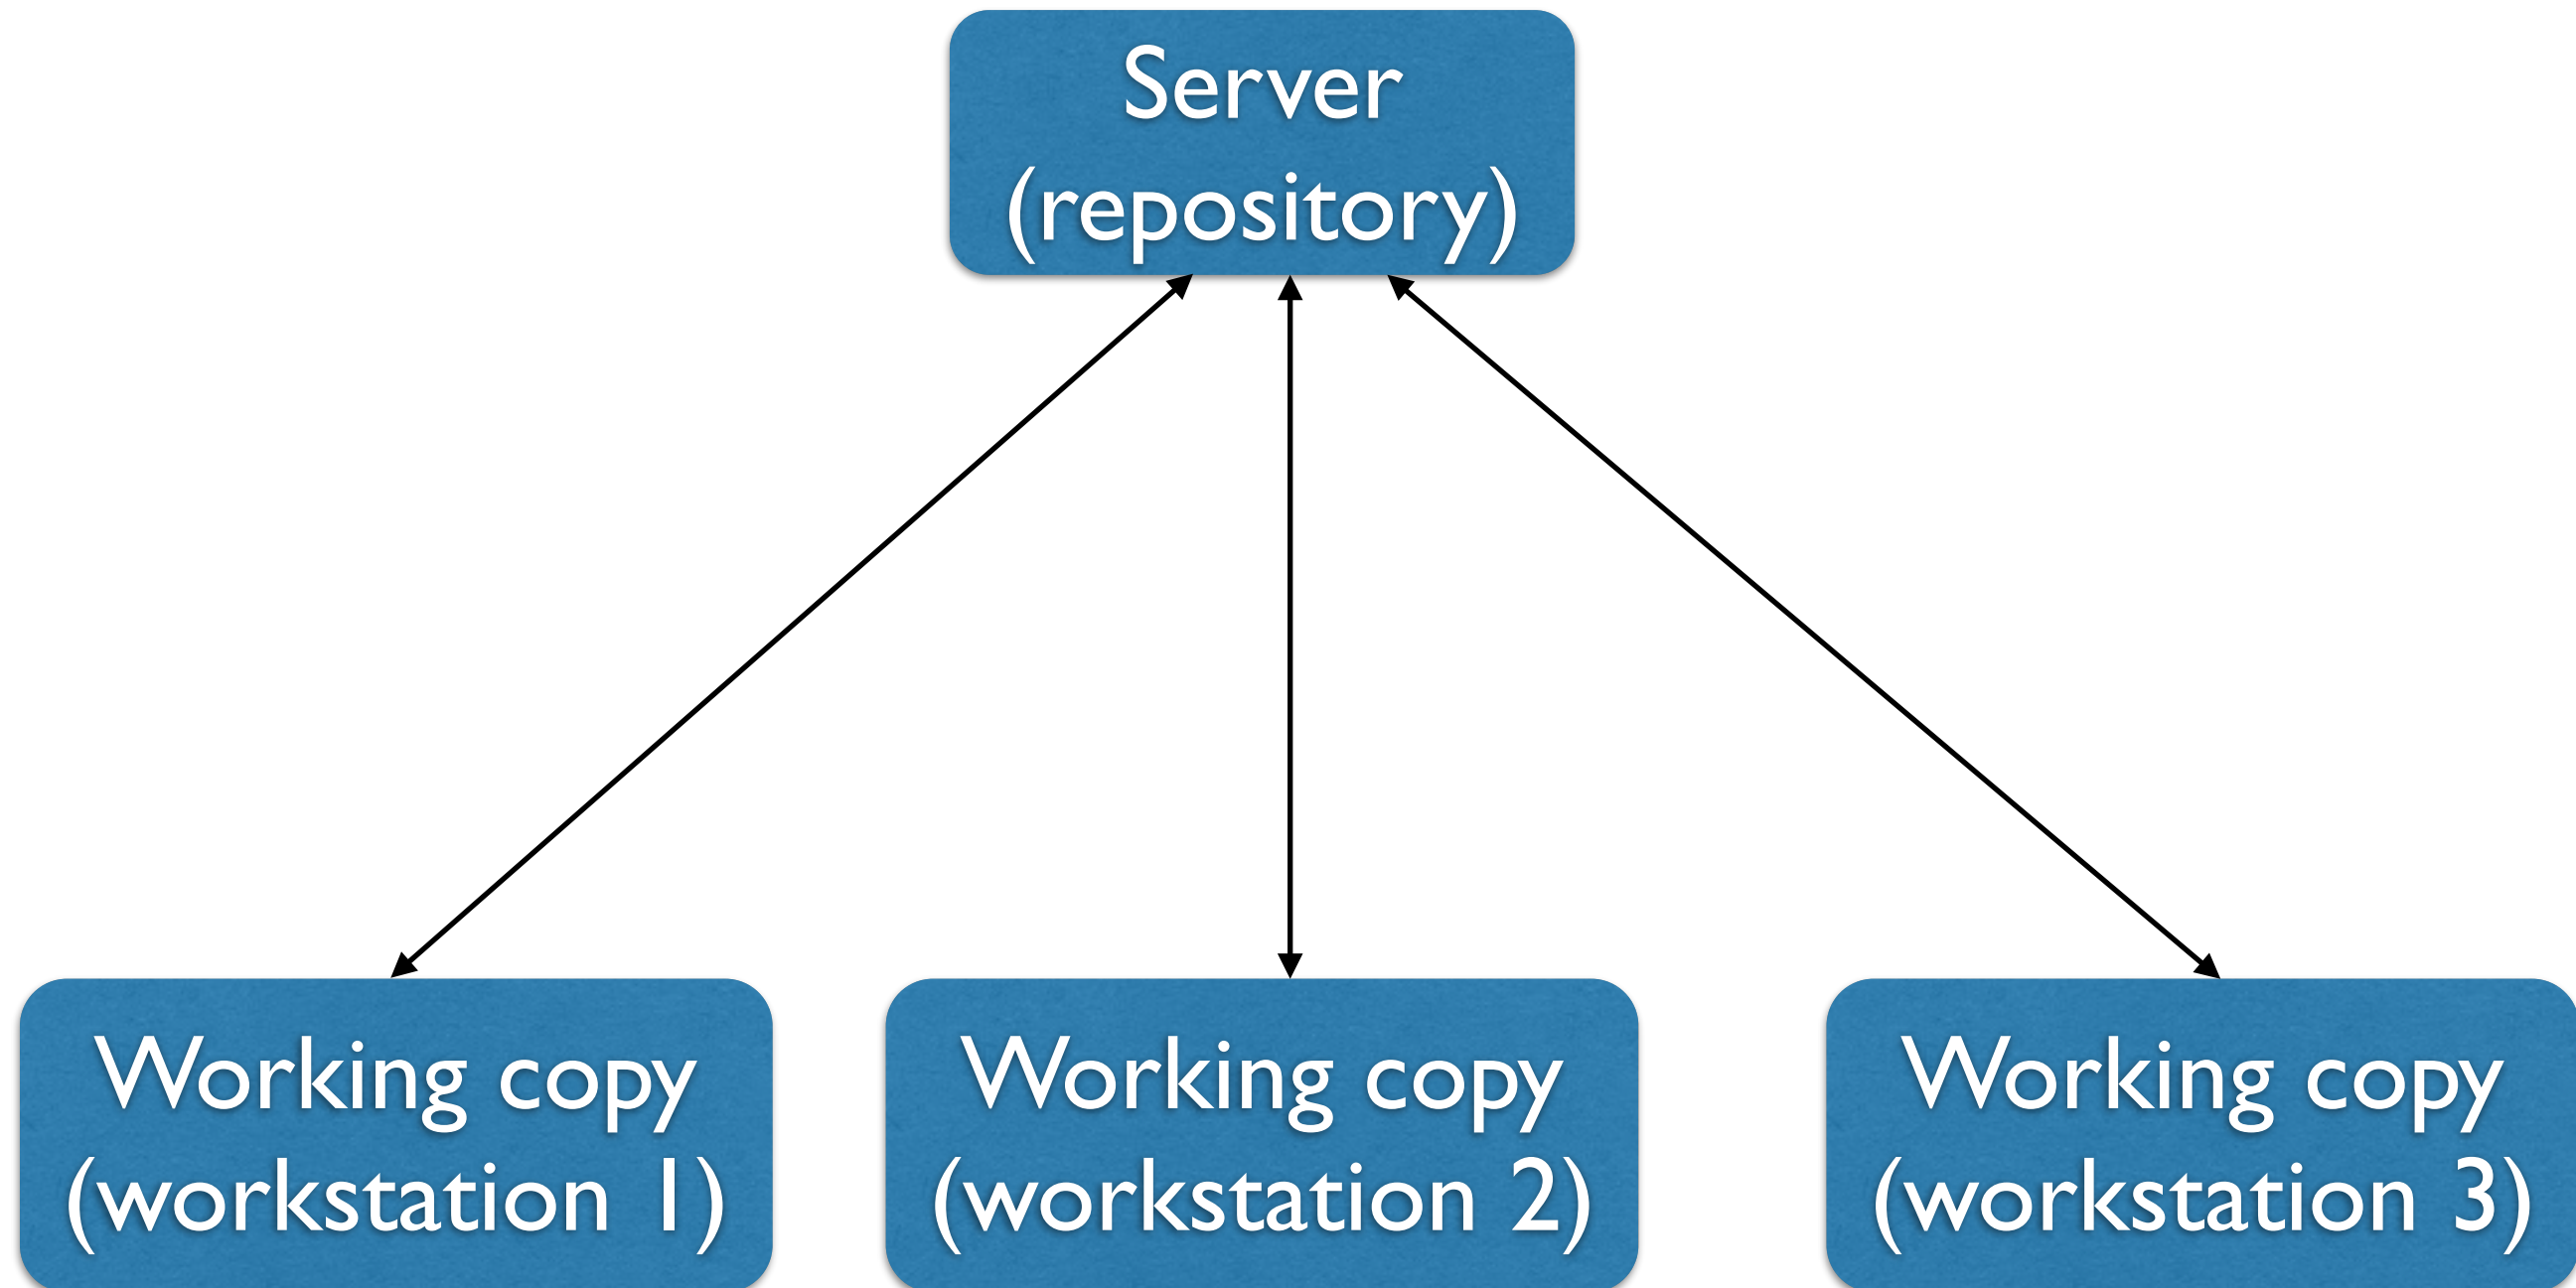 Server
(repository)
Working copy
(workstation 1)
Working copy
(workstation 2)
Working copy
(workstation 3)